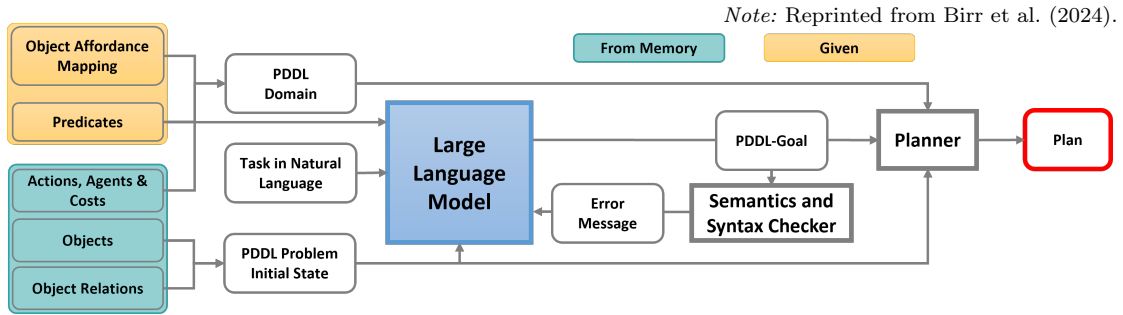 Note: Reprinted from Birr et al. (2024).
From Memory
Given
Object Affordance
Mapping
Predicates
Actions, Agents &
Costs
Objects
Object Relations
PDDL
Domain
Task in Natural
Language
PDDL Problem
Initial State
Large
Language
Model
PDDL-Goal
Error
Message
Semantics and
Syntax Checker
Planner
Plan